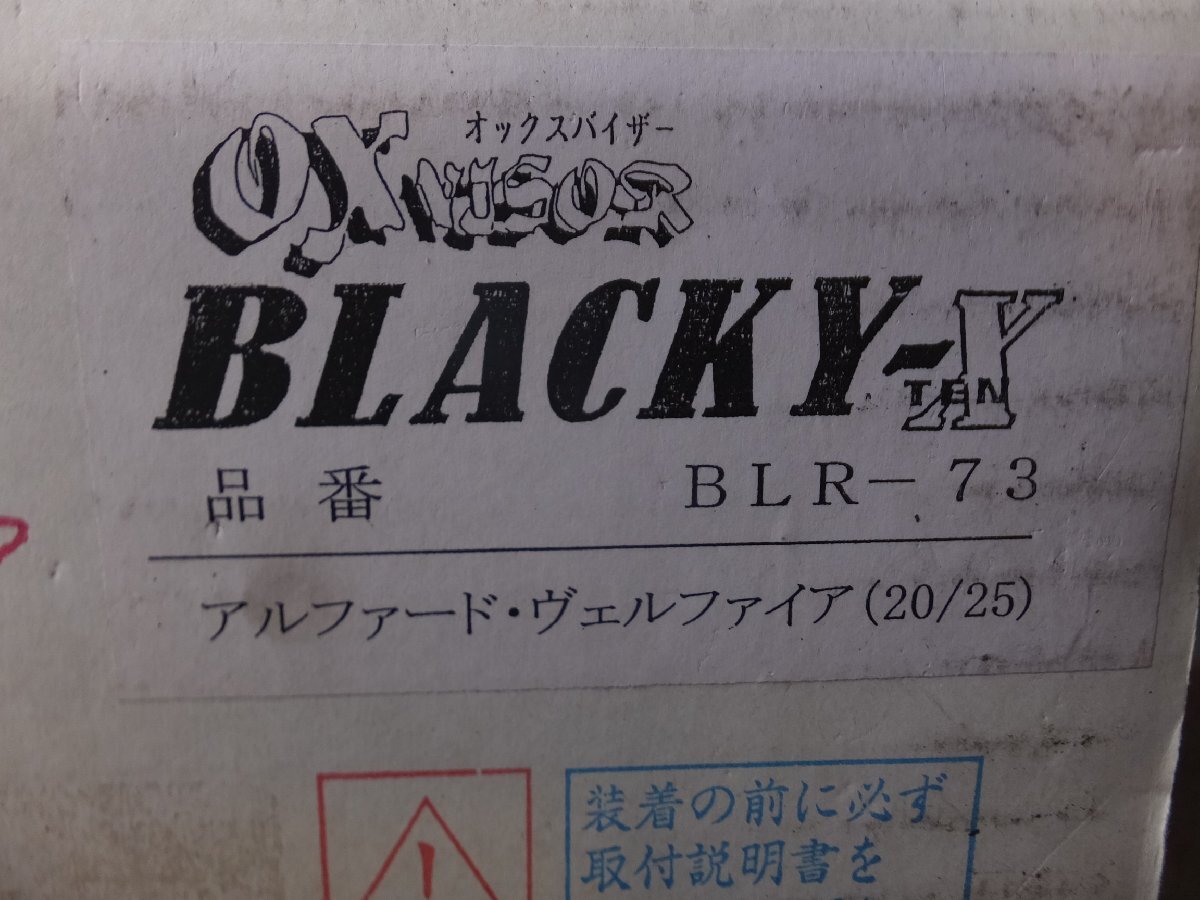 オックスバイザー
OX VISOR
BLACKY-X
TEN
品番 BLR-73
アルファード・ヴェルファイア(20/25)
装着の前に必ず
取付説明書を